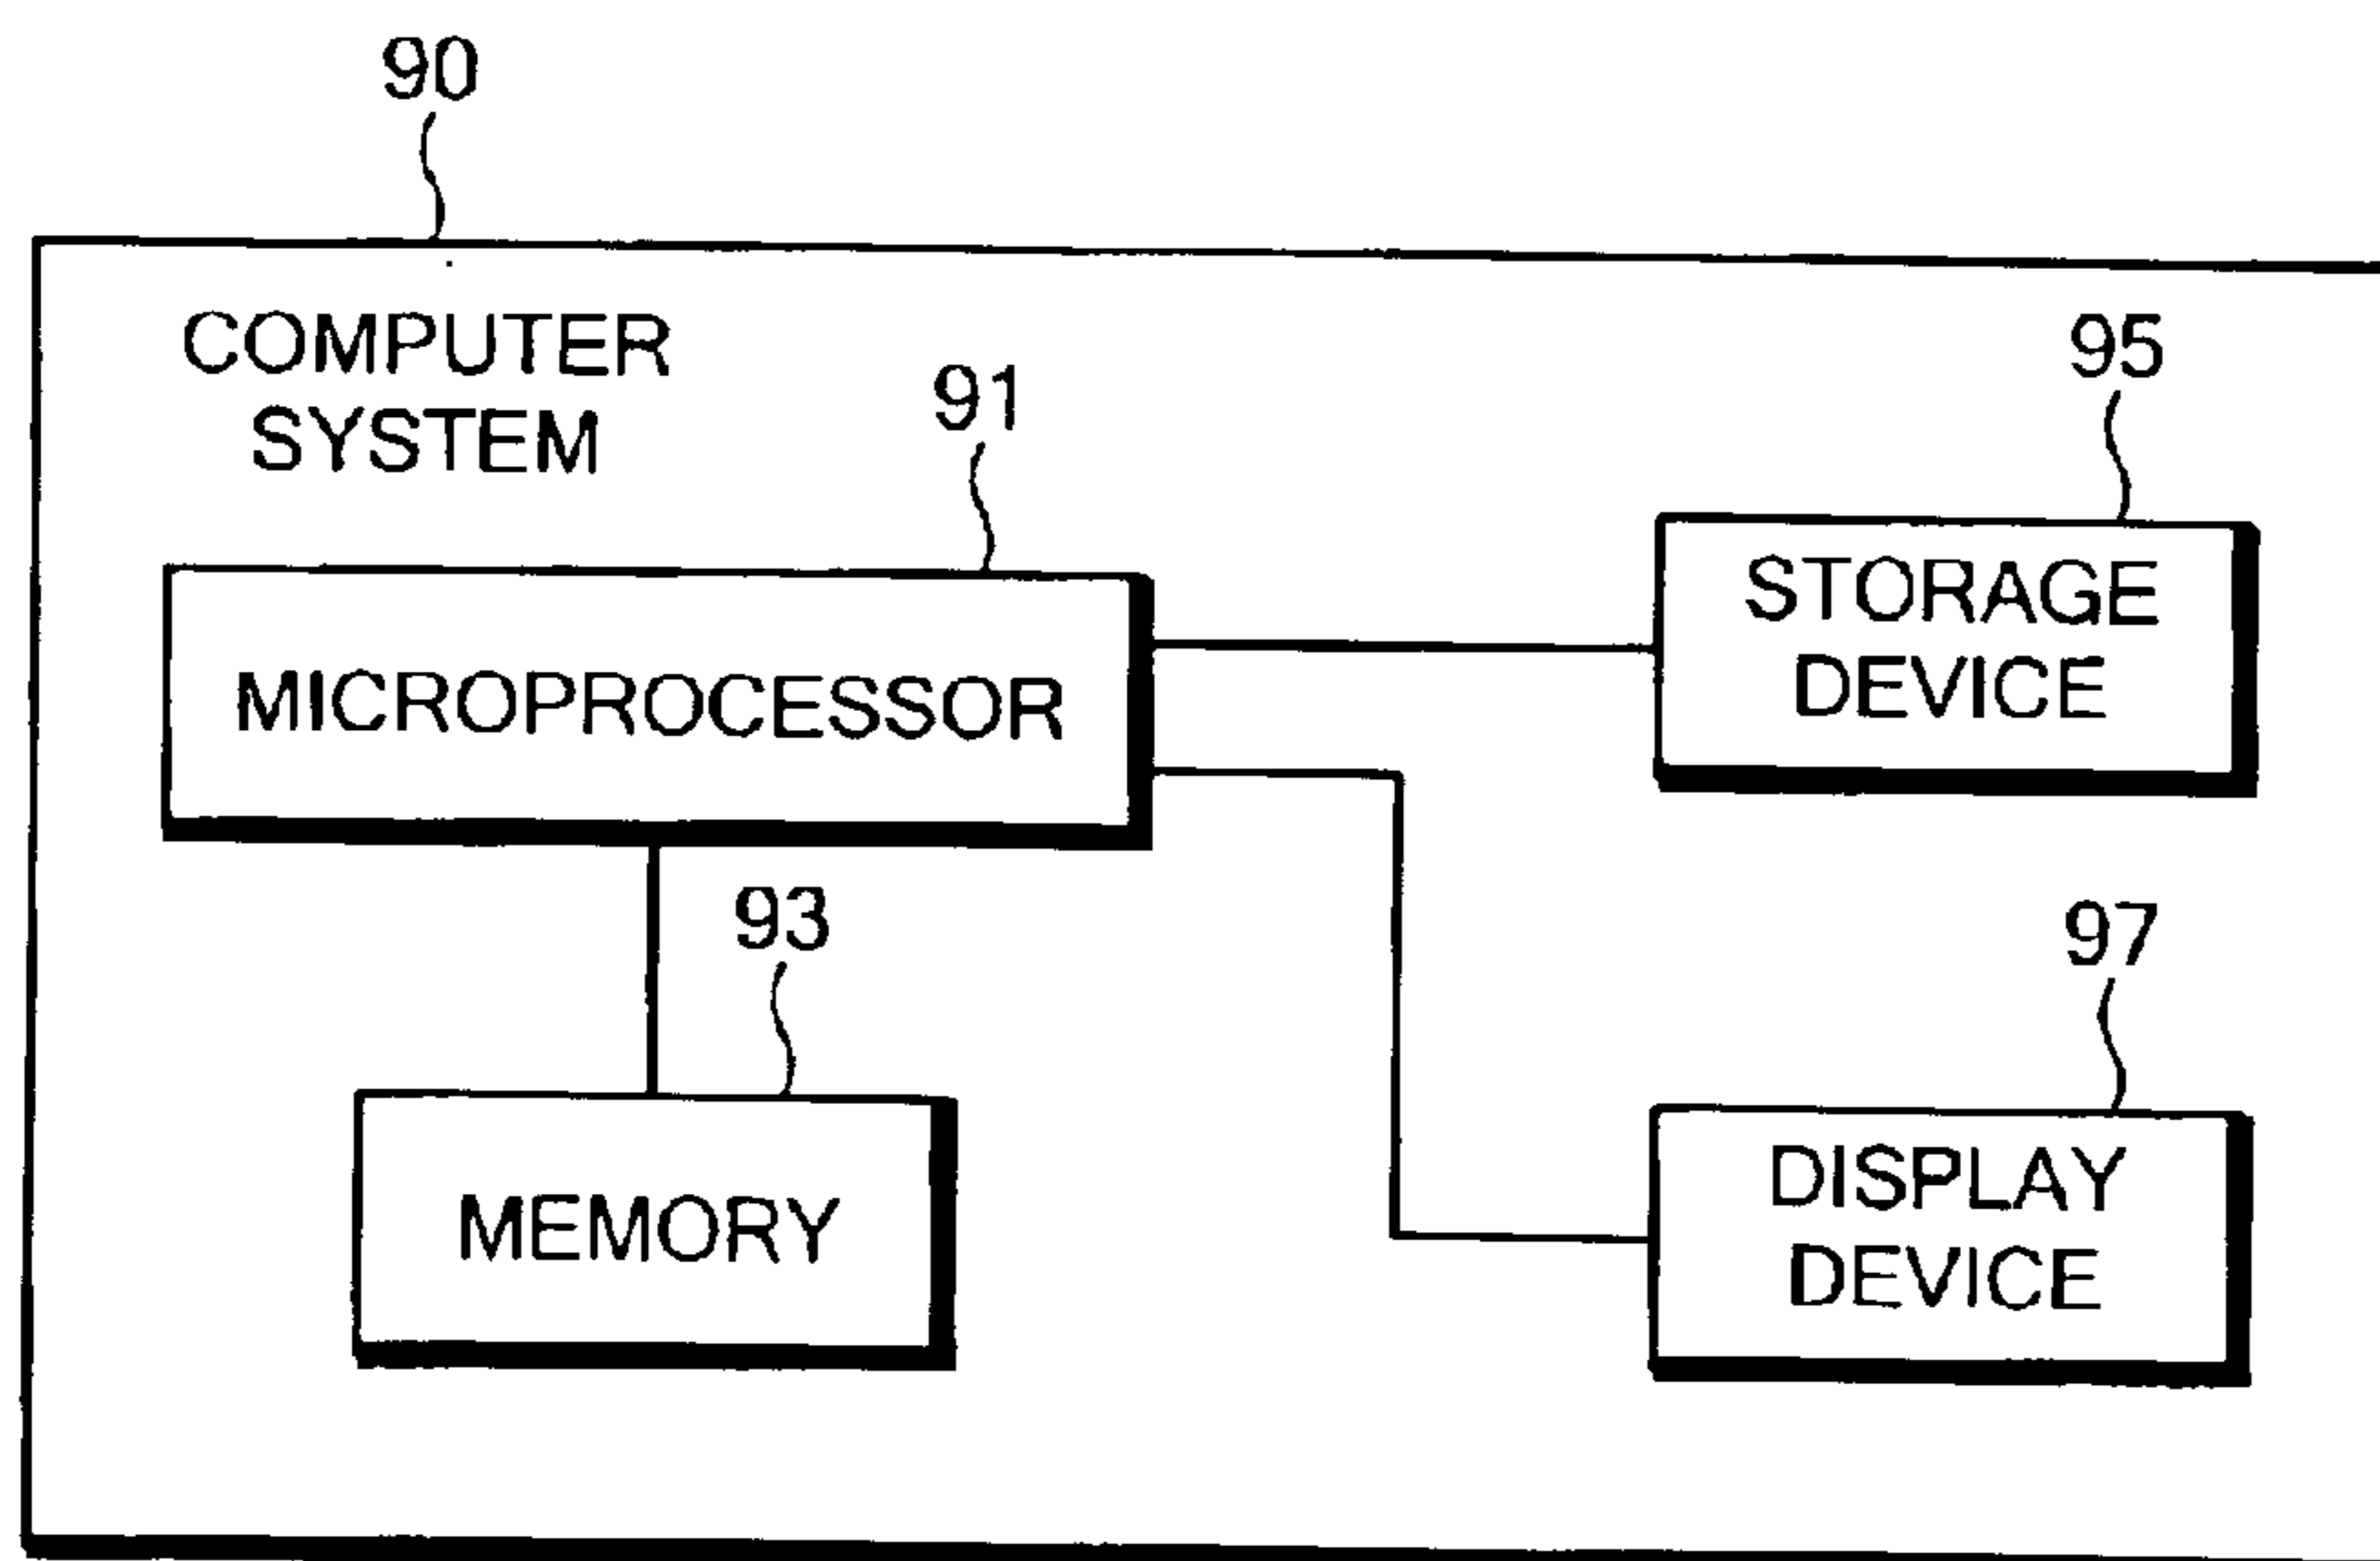 90
COMPUTER
SYSTEM
91
MICROPROCESSOR
93
MEMORY
95
STORAGE
DEVICE
97
DISPLAY
DEVICE